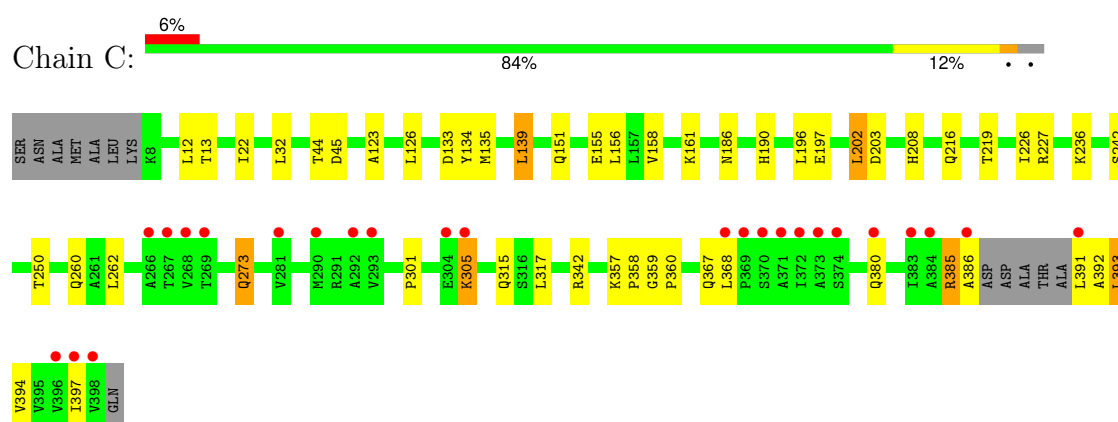 6%
Chain C:
84% 12% • •
SER ASN ALA MET ALA LEU LYS K8 L12 T13 I22 L32 T44 D45 A123 L126 D133 Y134 M135 L139 Q151 E155 L156 L157 V158 K161 N186 H190 L196 E197 L202 D203 H208 Q216 T219 I226 R227 K236 S242
T250 Q260 A261 L262 A266 T267 V268 T269 Q273 V281 M290 R291 A292 V293 P301 E304 K305 Q315 S316 L317 R342 K357 P358 G359 P360 Q367 L368 P369 S370 A371 I372 A373 S374 Q380 I383 A384 R385 A386 ASP ASP ALA THR ALA L391 A392 L393
V394 V395 V396 I397 V398 GLN